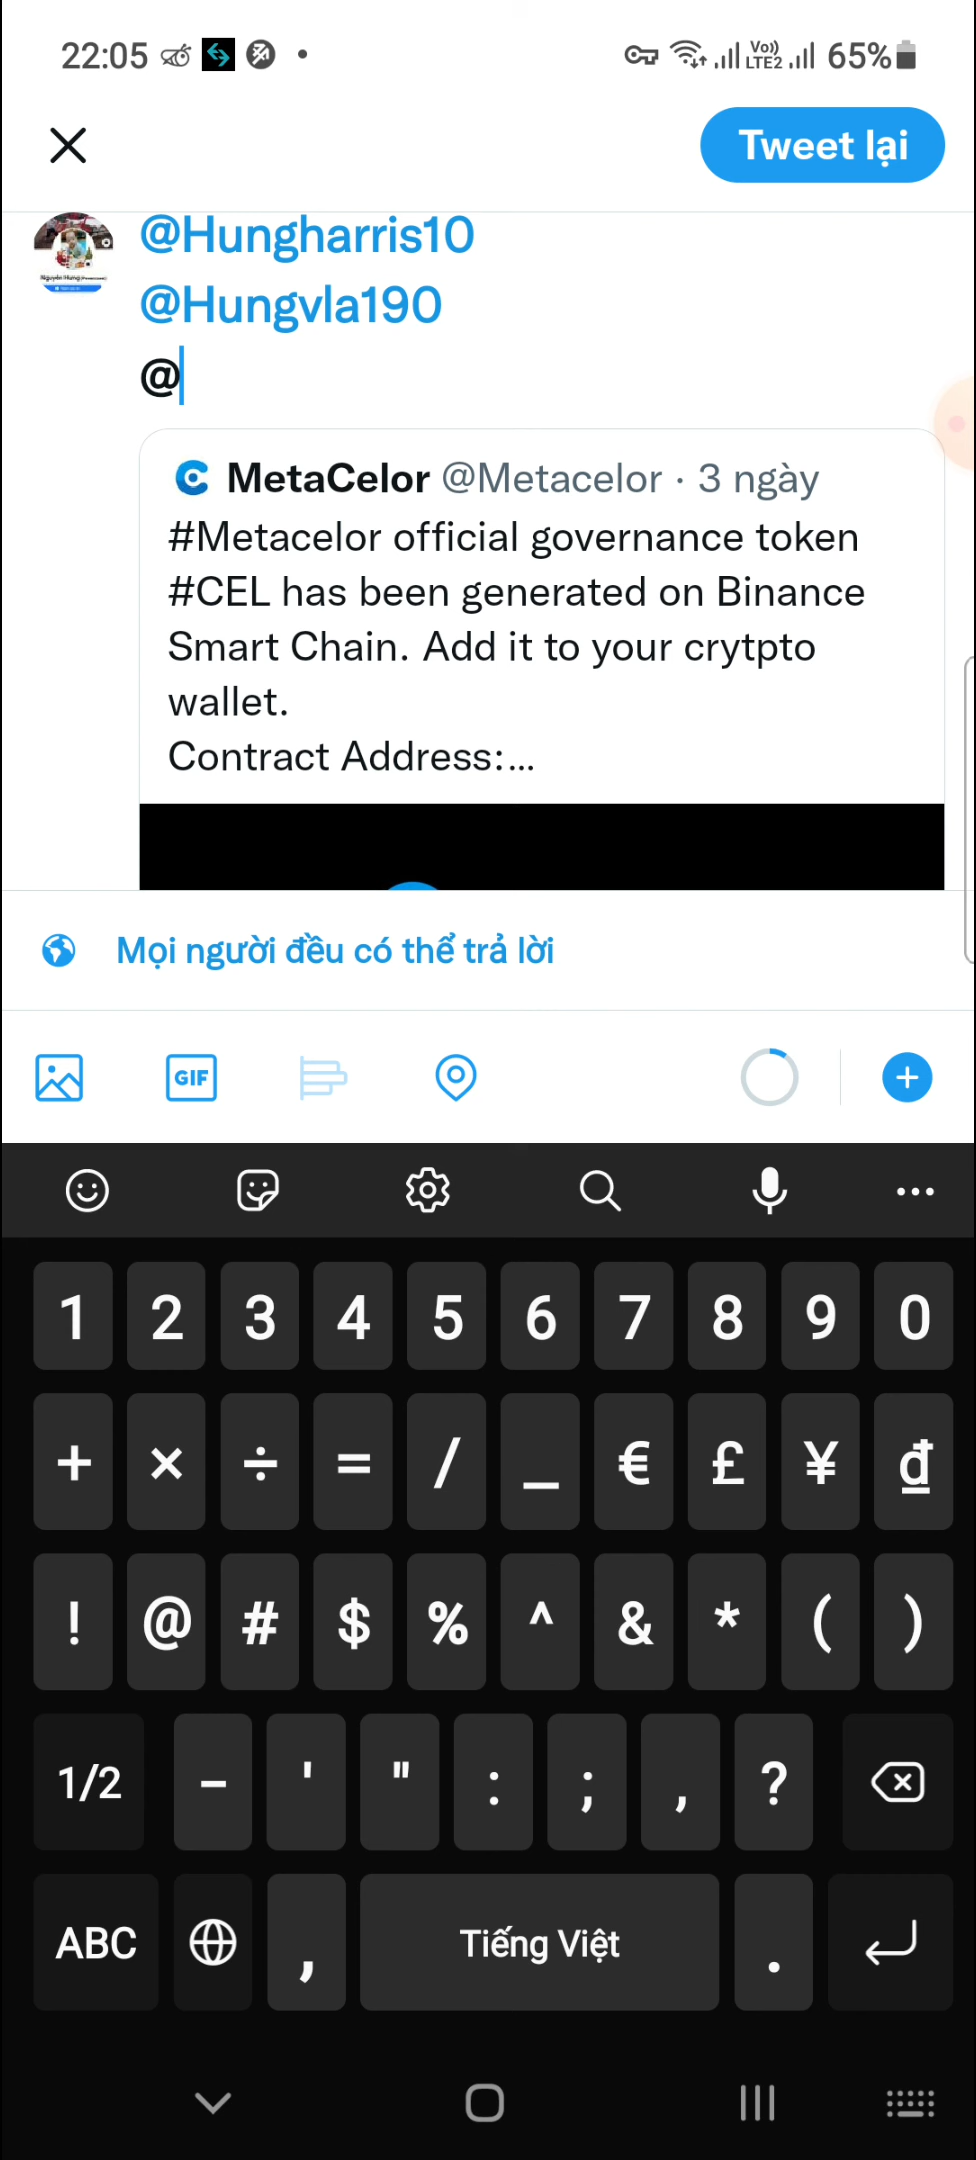 22:05 Vo)) LTE2 65%
Tweet lại
@Hungharris10
@Hungvla190
@
MetaCelor @Metacelor · 3 ngày
#Metacelor official governance token
#CEL has been generated on Binance
Smart Chain. Add it to your crytpto
wallet.
Contract Address:...
Mọi người đều có thể trả lời
GIF
1 2 3 4 5 6 7 8 9 0
+ × ÷ = / _ € £ ¥ ₫
! @ # $ % ^ & * ( )
1/2 - ' " : ; , ?
ABC , Tiếng Việt .